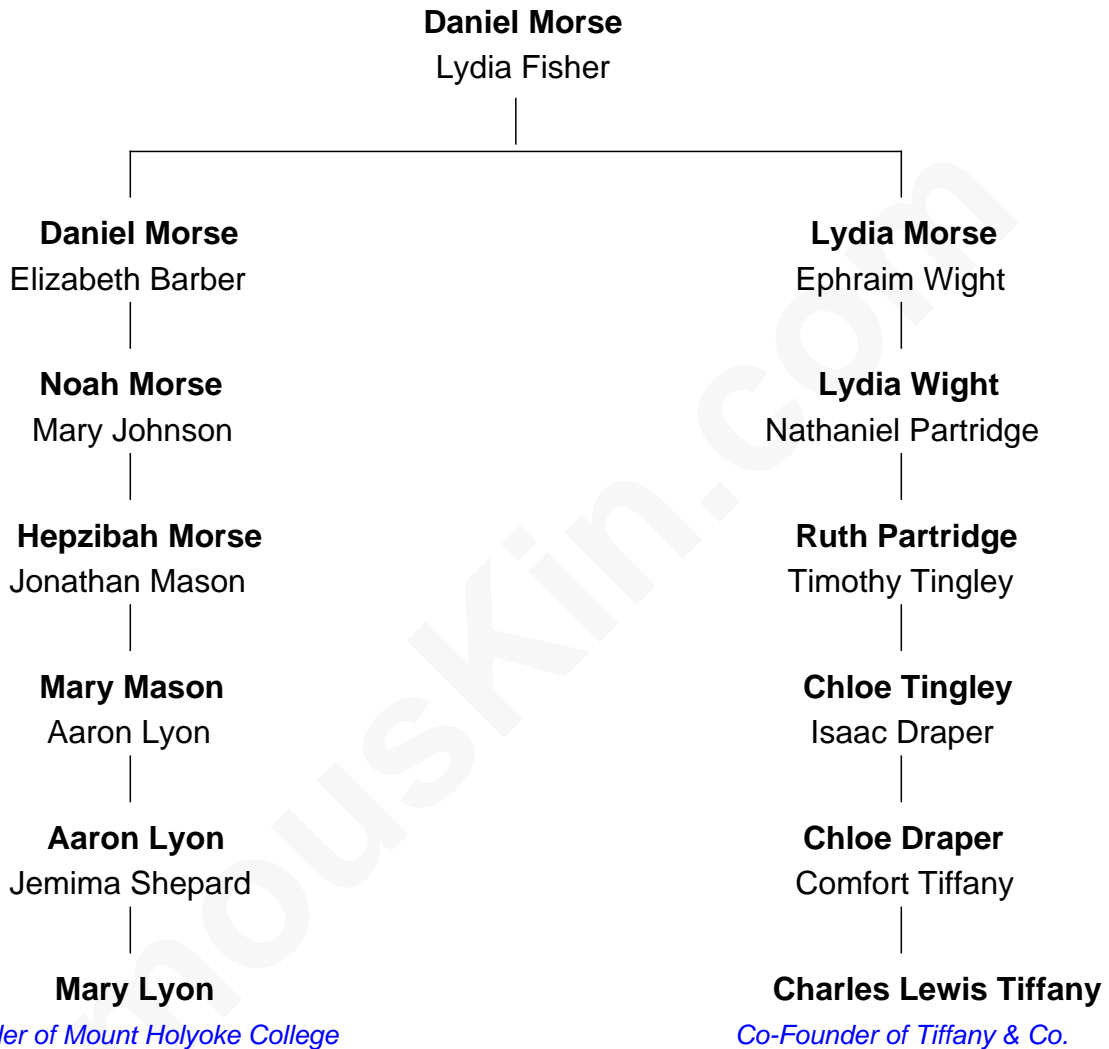 Daniel Morse
Lydia Fisher
Daniel Morse
Elizabeth Barber
Lydia Morse
Ephraim Wight
Noah Morse
Mary Johnson
Lydia Wight
Nathaniel Partridge
Hepzibah Morse
Jonathan Mason
Ruth Partridge
Timothy Tingley
Mary Mason
Aaron Lyon
Chloe Tingley
Isaac Draper
Aaron Lyon
Jemima Shepard
Chloe Draper
Comfort Tiffany
Mary Lyon
der of Mount Holyoke College
Charles Lewis Tiffany
Co-Founder of Tiffany & Co.
mouskin.com